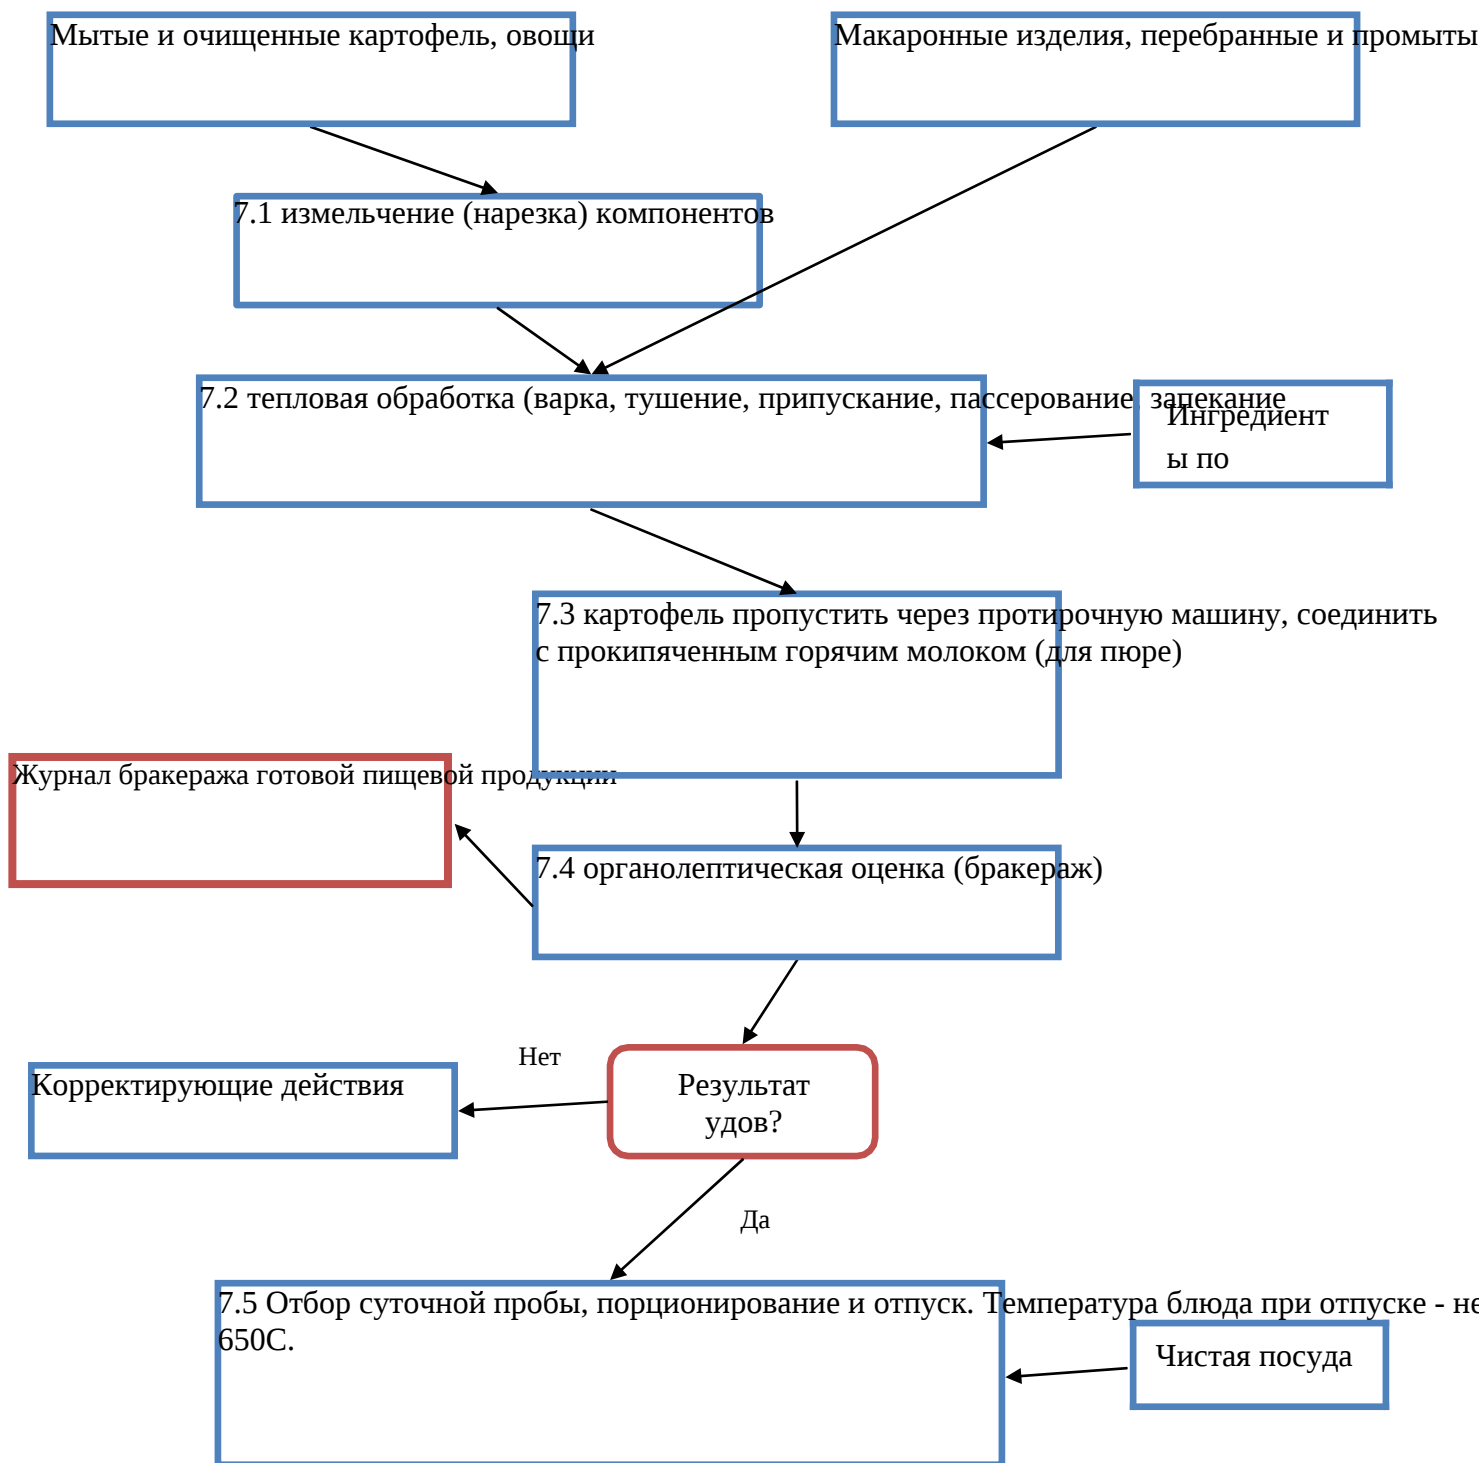 Мытые и очищенные картофель, овощи
Макаронные изделия, перебранные и промыты
7.1 измельчение (нарезка) компонентов
7.2 тепловая обработка (варка, тушение, припускание, пассерование, запекание
Ингредиент
ы по
7.3 картофель пропустить через протирочную машину, соединить
с прокипяченным горячим молоком (для пюре)
Журнал бракеража готовой пищевой продукции
7.4 органолептическая оценка (бракераж)
Нет
Корректирующие действия
Результат
удов?
Да
7.5 Отбор суточной пробы, порционирование и отпуск. Температура блюда при отпуске - не
650С.
Чистая посуда